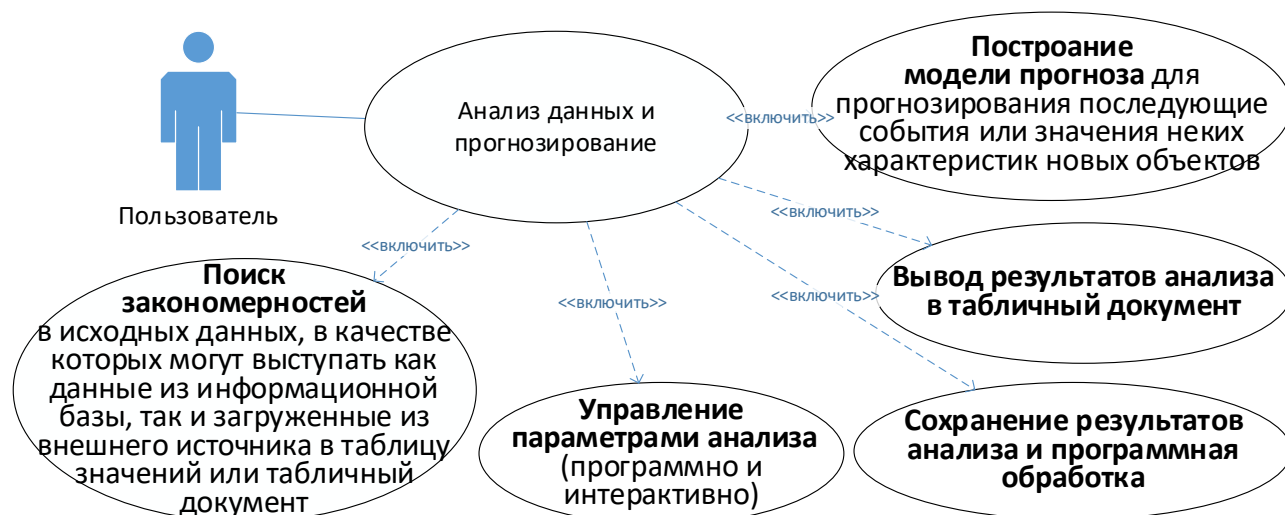 Пользователь
Анализ данных и
прогнозирование
<<включить>>
Построание
модели прогноза для
прогнозирования последующие
события или значения неких
характеристик новых объектов
<<включить>>
Вывод результатов анализа
в табличный документ
<<включить>>
Сохранение результатов
анализа и программная
обработка
<<включить>>
Управление
параметрами анализа
(программно и
интерактивно)
<<включить>>
Поиск
закономерностей
в исходных данных, в качестве
которых могут выступать как
данные из информационной
базы, так и загруженные из
внешнего источника в таблицу
значений или табличный
документ